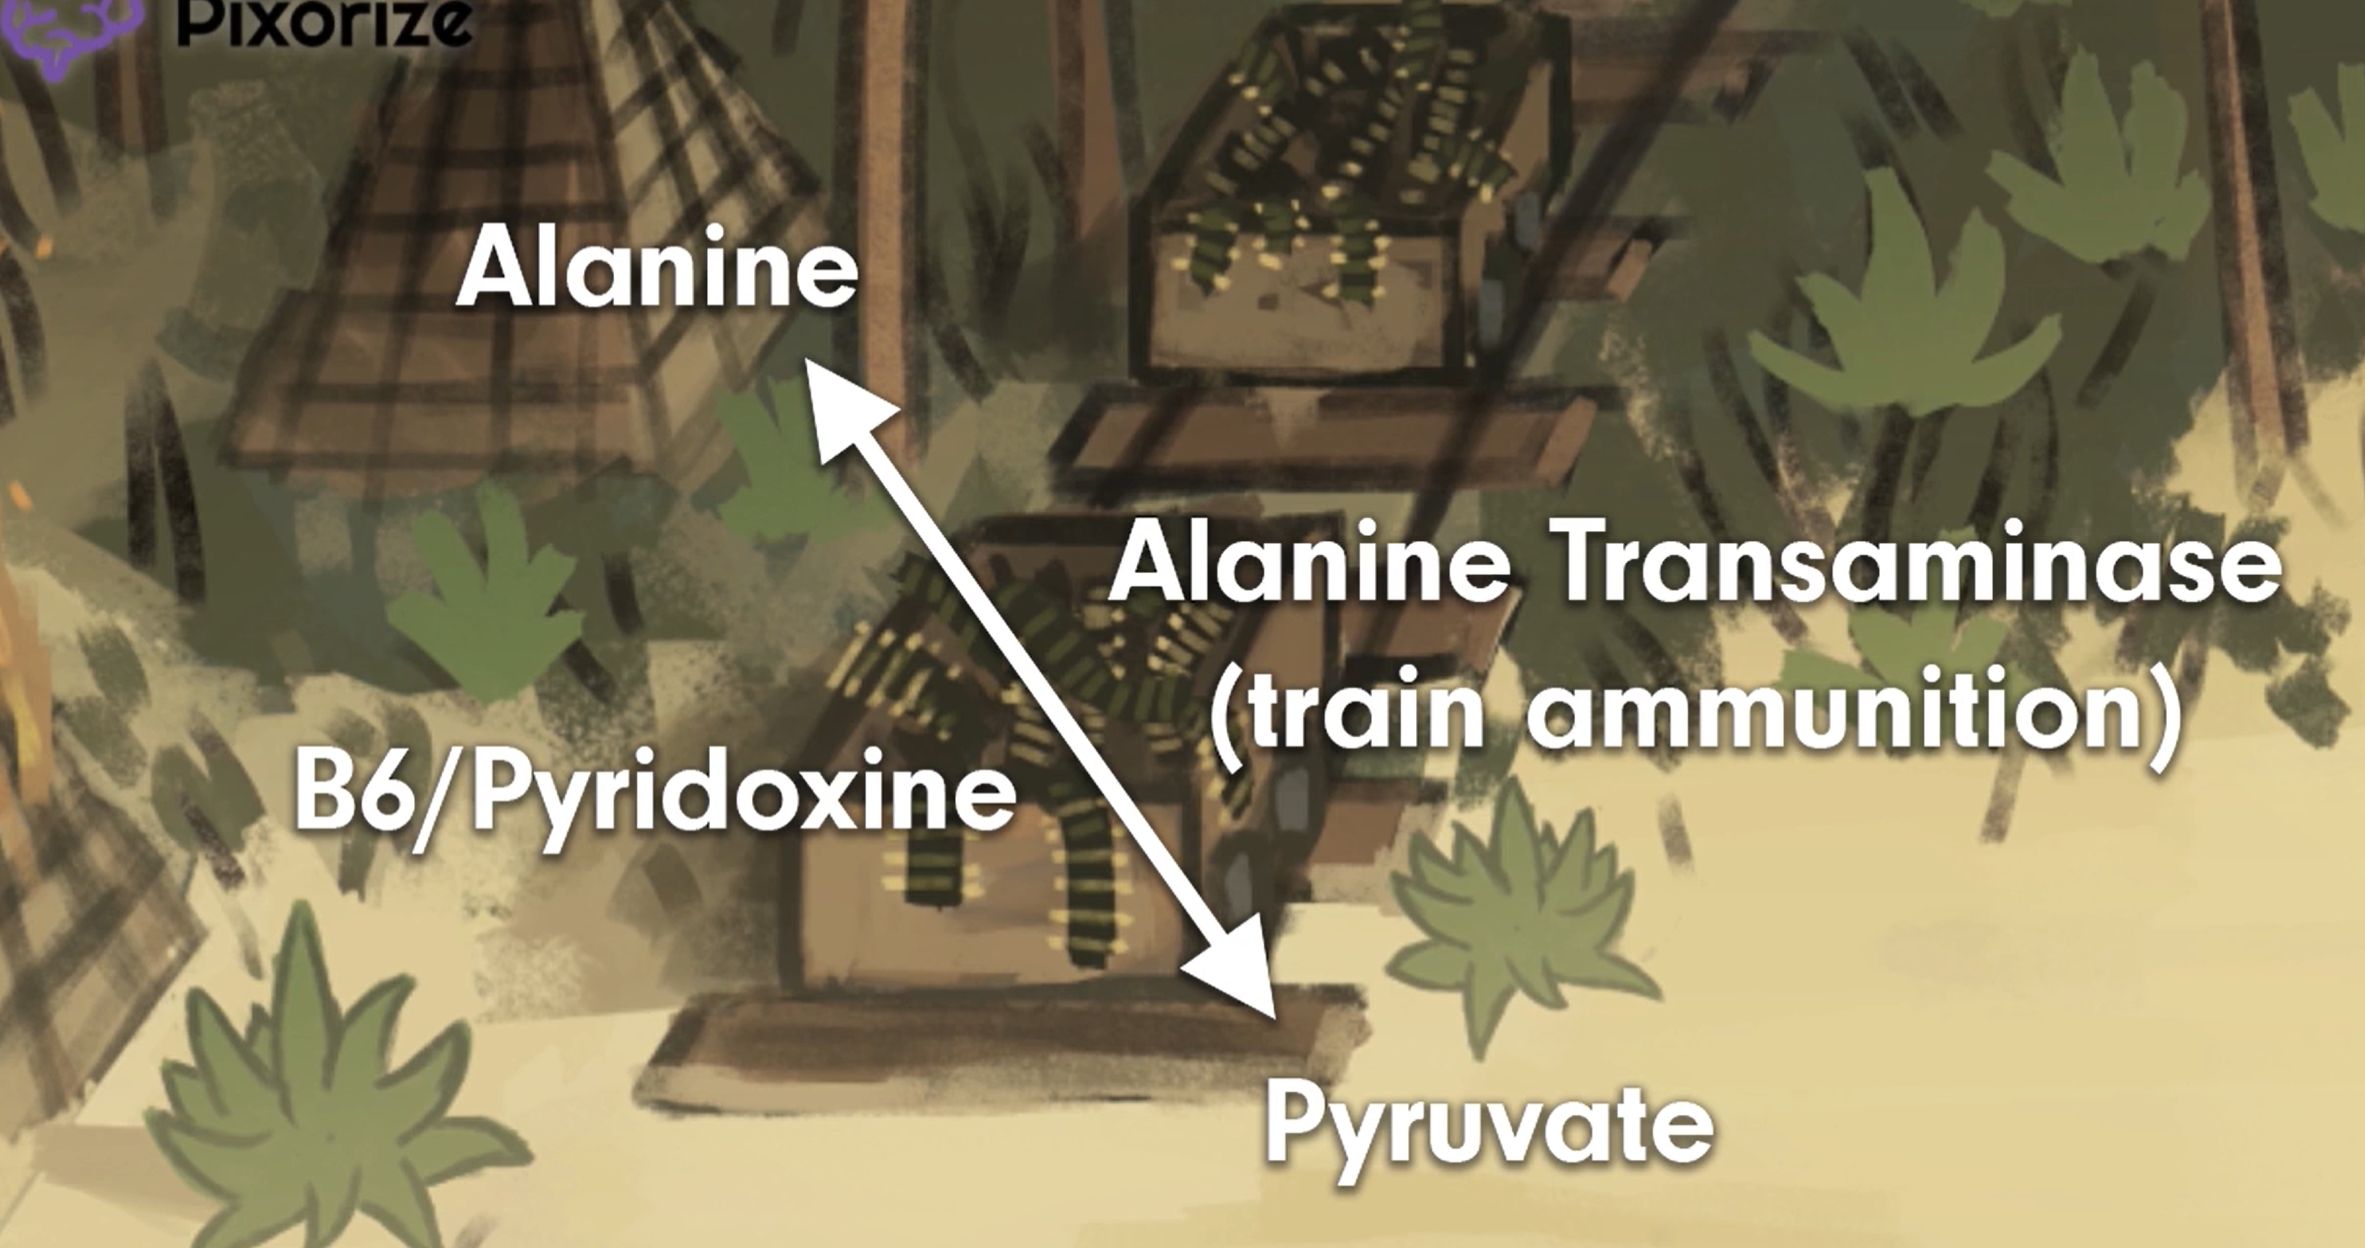 Pixorize
Alanine
Alanine Transaminase
(train ammunition)
B6/Pyridoxine
Pyruvate